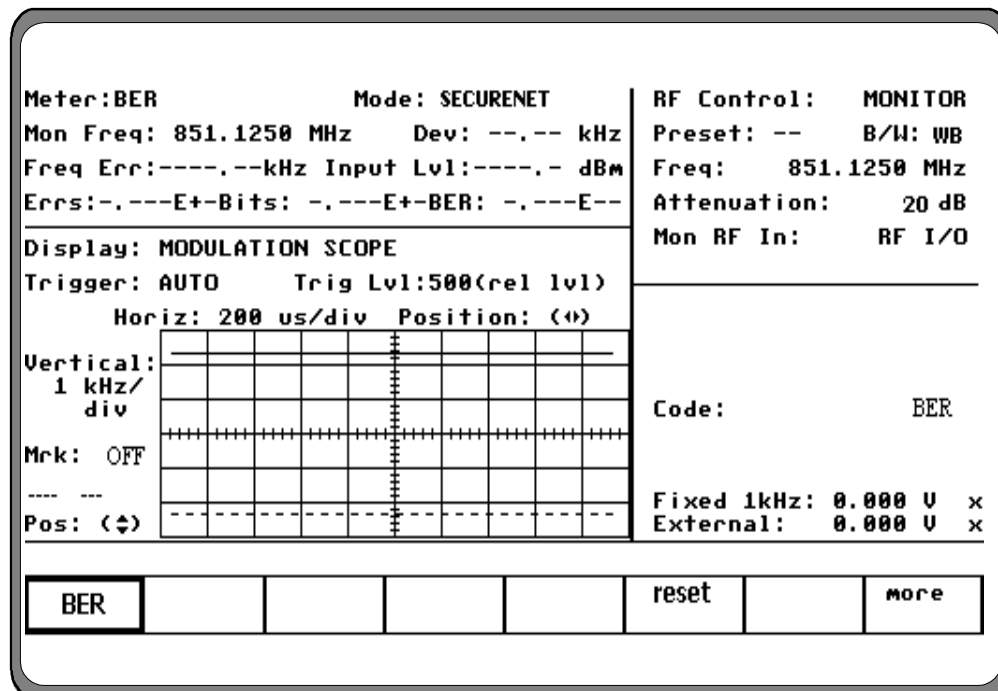 Meter:BER Mode: SECURENET
Mon Freq: 851.1250 MHz Dev: --.-- kHz
Freq Err:----.--kHz Input Lvl:----.- dBm
Errs:-.---E+-Bits: -.---E+-BER: -.---E--
Display: MODULATION SCOPE
Trigger: AUTO Trig Lvl:500(rel lvl)
Horiz: 200 us/div Position: (◂▸)
Vertical:
1 kHz/
div
Mrk: OFF
---- ---
Pos: (▴▾)
RF Control: MONITOR
Preset: -- B/W: WB
Freq: 851.1250 MHz
Attenuation: 20 dB
Mon RF In: RF I/O
Code: BER
Fixed 1kHz: 0.000 V x
External: 0.000 V x
BER reset more